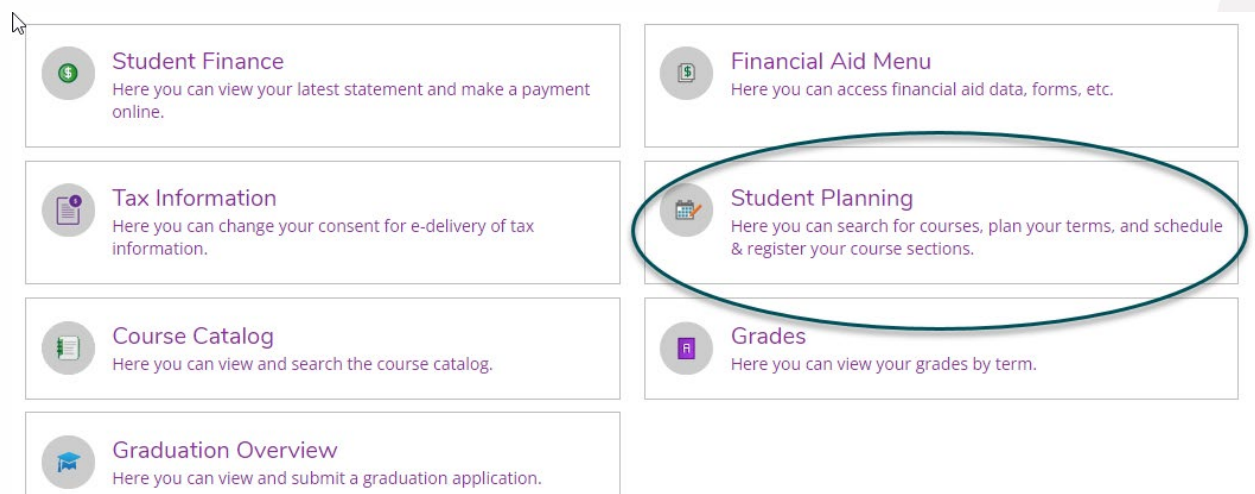 Student Finance
Here you can view your latest statement and make a payment
online.
Financial Aid Menu
Here you can access financial aid data, forms, etc.
Tax Information
Here you can change your consent for e-delivery of tax
information.
Student Planning
Here you can search for courses, plan your terms, and schedule
& register your course sections.
Course Catalog
Here you can view and search the course catalog.
Grades
Here you can view your grades by term.
Graduation Overview
Here you can view and submit a graduation application.